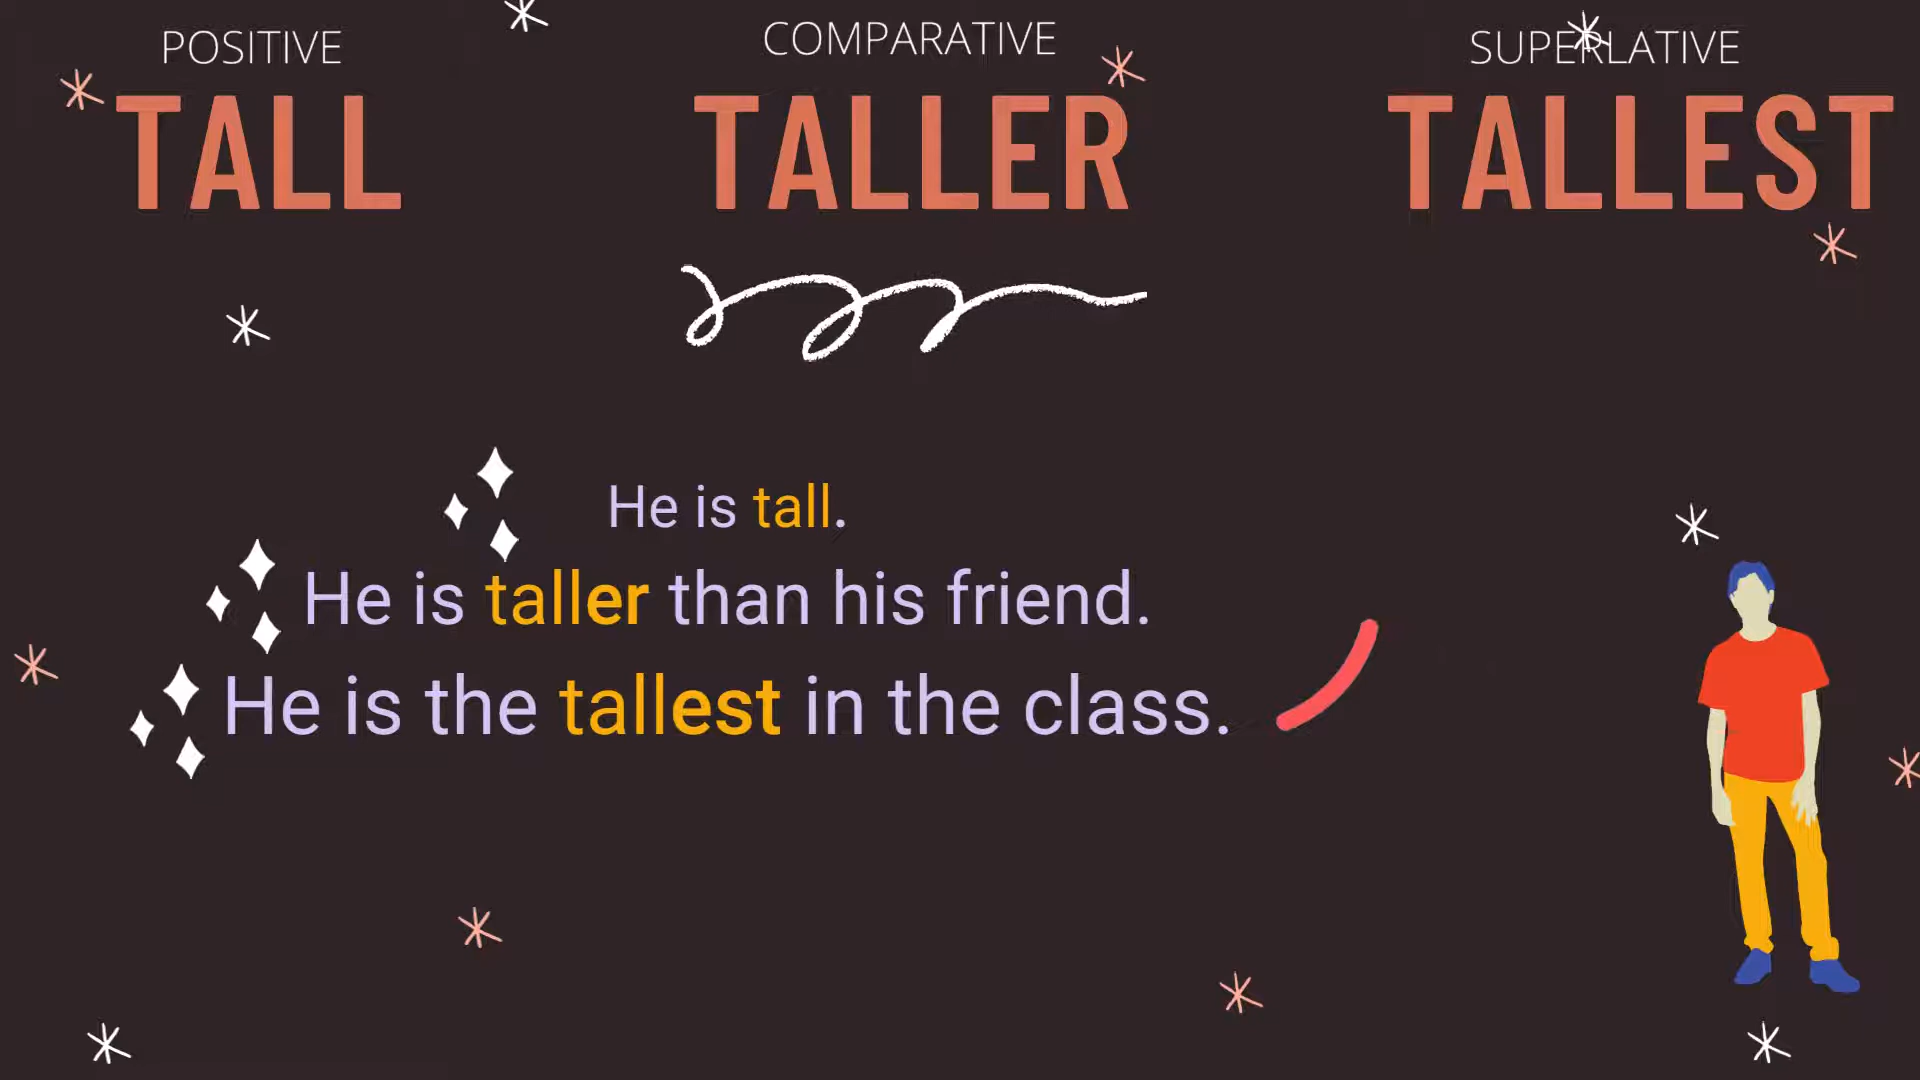 POSITIVE
TALL
COMPARATIVE
TALLER
SUPERLATIVE
TALLEST
He is tall.
He is taller than his friend.
He is the tallest in the class.